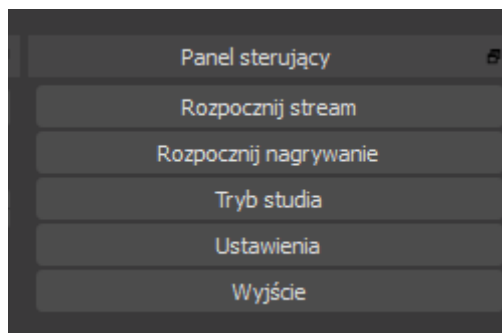 Panel sterujący
Rozpocznij stream
Rozpocznij nagrywanie
Tryb studia
Ustawienia
Wyjście